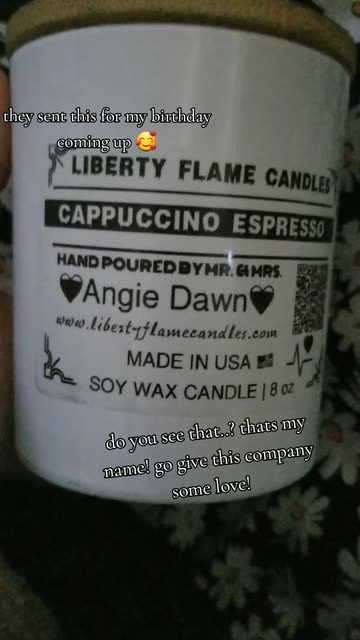 they sent this for my birthday
coming up 🥰
LIBERTY FLAME CANDLES
CAPPUCCINO ESPRESSO
HAND POURED BY MR. & MRS.
🖤Angie Dawn🖤
www.libertyflamecandles.com
MADE IN USA 🇺🇸
SOY WAX CANDLE | 8 oz
do you see that..? thats my
name! go give this company
some love!